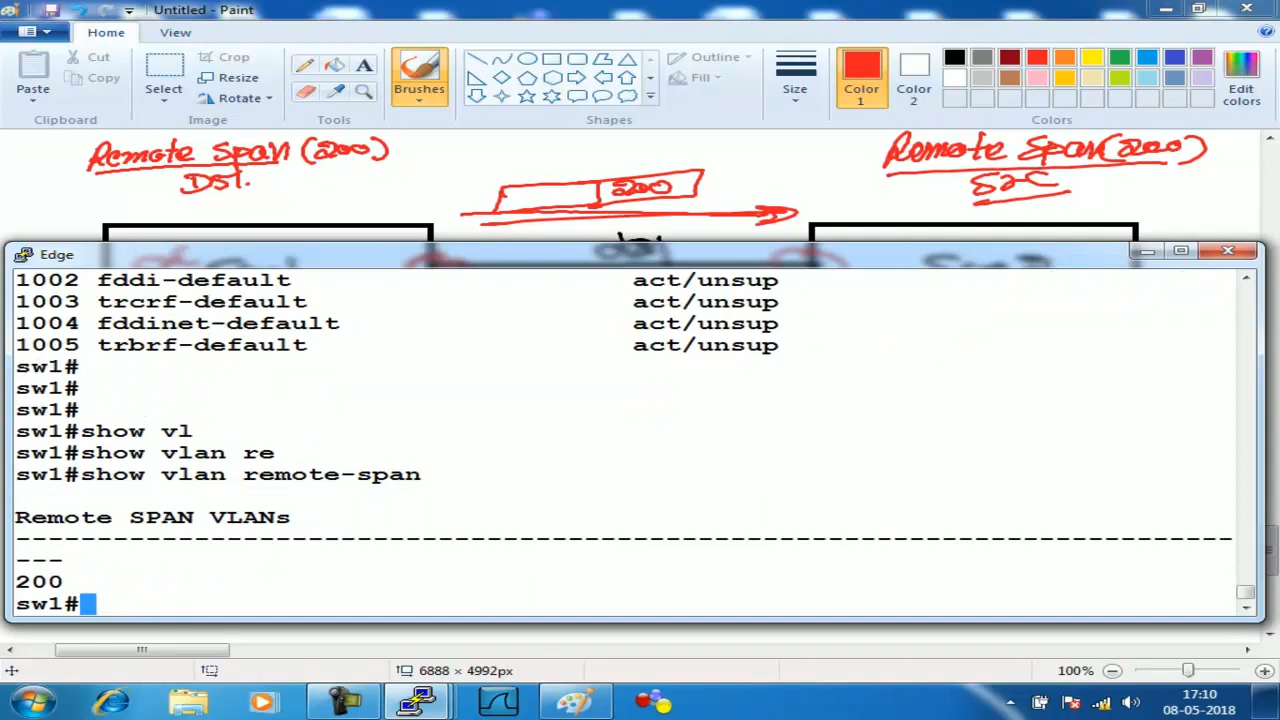 Untitled - Paint
Home View
Cut
Copy
Paste
Clipboard
Select
Crop
Resize
Rotate
Image
Tools
Brushes
Outline
Fill
Shapes
Size
Color 1
Color 2
Edit colors
Colors
Remote Span (200)
Dst.
200
Remote Span(200)
Src
Edge
1002 fddi-default act/unsup
1003 trcrf-default act/unsup
1004 fddinet-default act/unsup
1005 trbrf-default act/unsup
sw1#
sw1#
sw1#
sw1#show vl
sw1#show vlan re
sw1#show vlan remote-span
Remote SPAN VLANs
--------------------------------------------------------------------------------
---
200
sw1#
6888 × 4992px
100%
17:10
08-05-2018